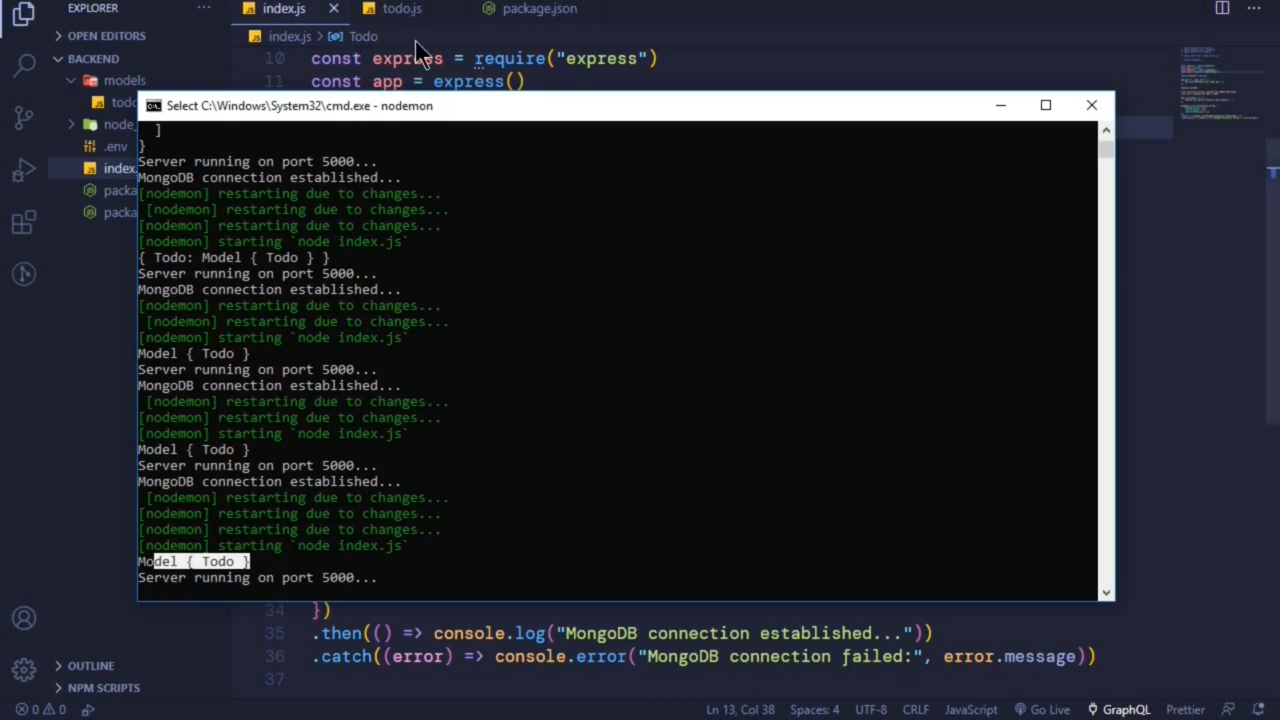 EXPLORER
index.js
todo.js
package.json
OPEN EDITORS
index.js > Todo
BACKEND
10 const express = require("express")
models
11 const app = express()
todo
Select C:\Windows\System32\cmd.exe - nodemon
node_
.env
index.
packa
packa
]
}
Server running on port 5000...
MongoDB connection established...
[nodemon] restarting due to changes...
[nodemon] restarting due to changes...
[nodemon] restarting due to changes...
[nodemon] starting `node index.js`
{ Todo: Model { Todo } }
Server running on port 5000...
MongoDB connection established...
[nodemon] restarting due to changes...
[nodemon] restarting due to changes...
[nodemon] starting `node index.js`
Model { Todo }
Server running on port 5000...
MongoDB connection established...
[nodemon] restarting due to changes...
[nodemon] restarting due to changes...
[nodemon] starting `node index.js`
Model { Todo }
Server running on port 5000...
MongoDB connection established...
[nodemon] restarting due to changes...
[nodemon] restarting due to changes...
[nodemon] restarting due to changes...
[nodemon] starting `node index.js`
Model { Todo }
Server running on port 5000...
34 })
35 .then(() => console.log("MongoDB connection established..."))
36 .catch((error) => console.error("MongoDB connection failed:", error.message))
37
OUTLINE
NPM SCRIPTS
0 0
Ln 13, Col 38
Spaces: 4
UTF-8
CRLF
JavaScript
Go Live
GraphQL
Prettier